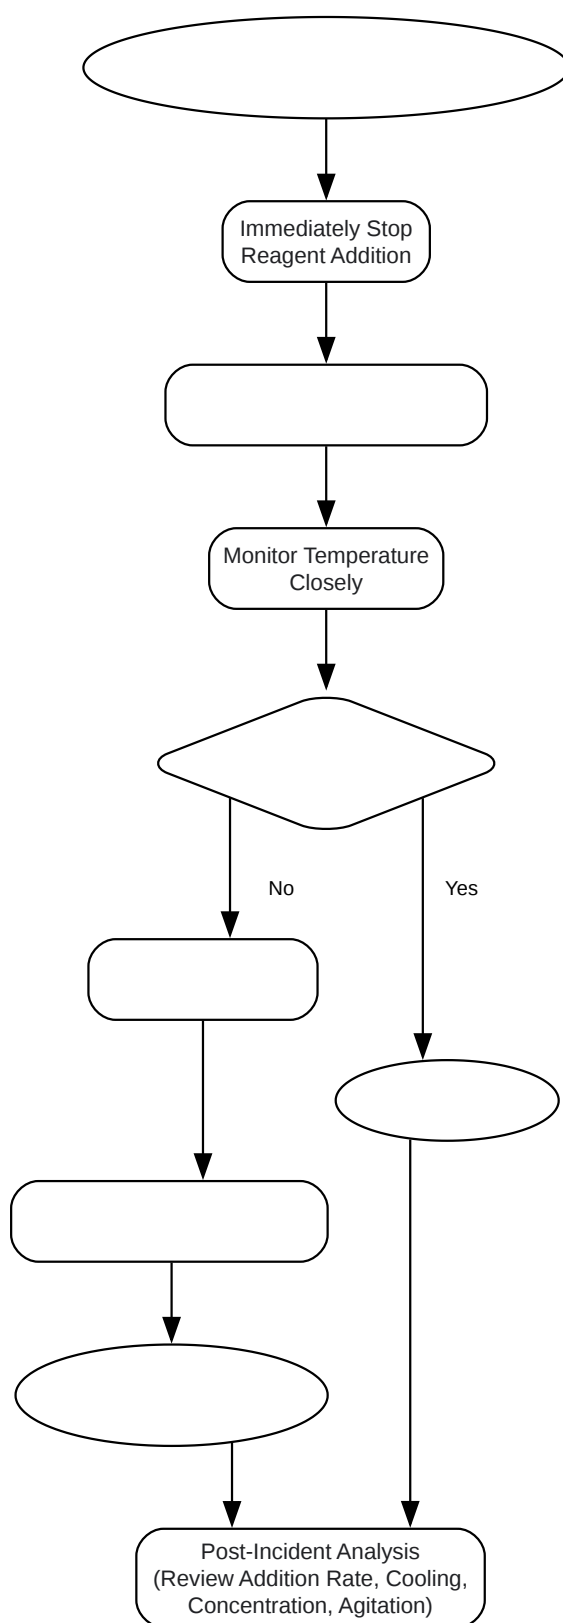 Immediately Stop
Reagent Addition
Monitor Temperature
Closely
No
Yes
Post-Incident Analysis
(Review Addition Rate, Cooling,
Concentration, Agitation)